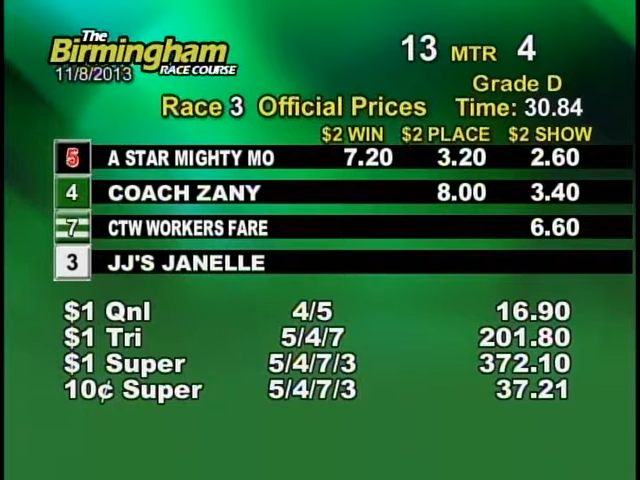 The
Birmingham
RACE COURSE
11/8/2013
13 MTR 4
Grade D
Race 3 Official Prices Time: 30.84
$2 WIN $2 PLACE $2 SHOW
5 A STAR MIGHTY MO 7.20 3.20 2.60
4 COACH ZANY 8.00 3.40
7 CTW WORKERS FARE 6.60
3 JJ'S JANELLE
$1 Qnl 4/5 16.90
$1 Tri 5/4/7 201.80
$1 Super 5/4/7/3 372.10
10¢ Super 5/4/7/3 37.21